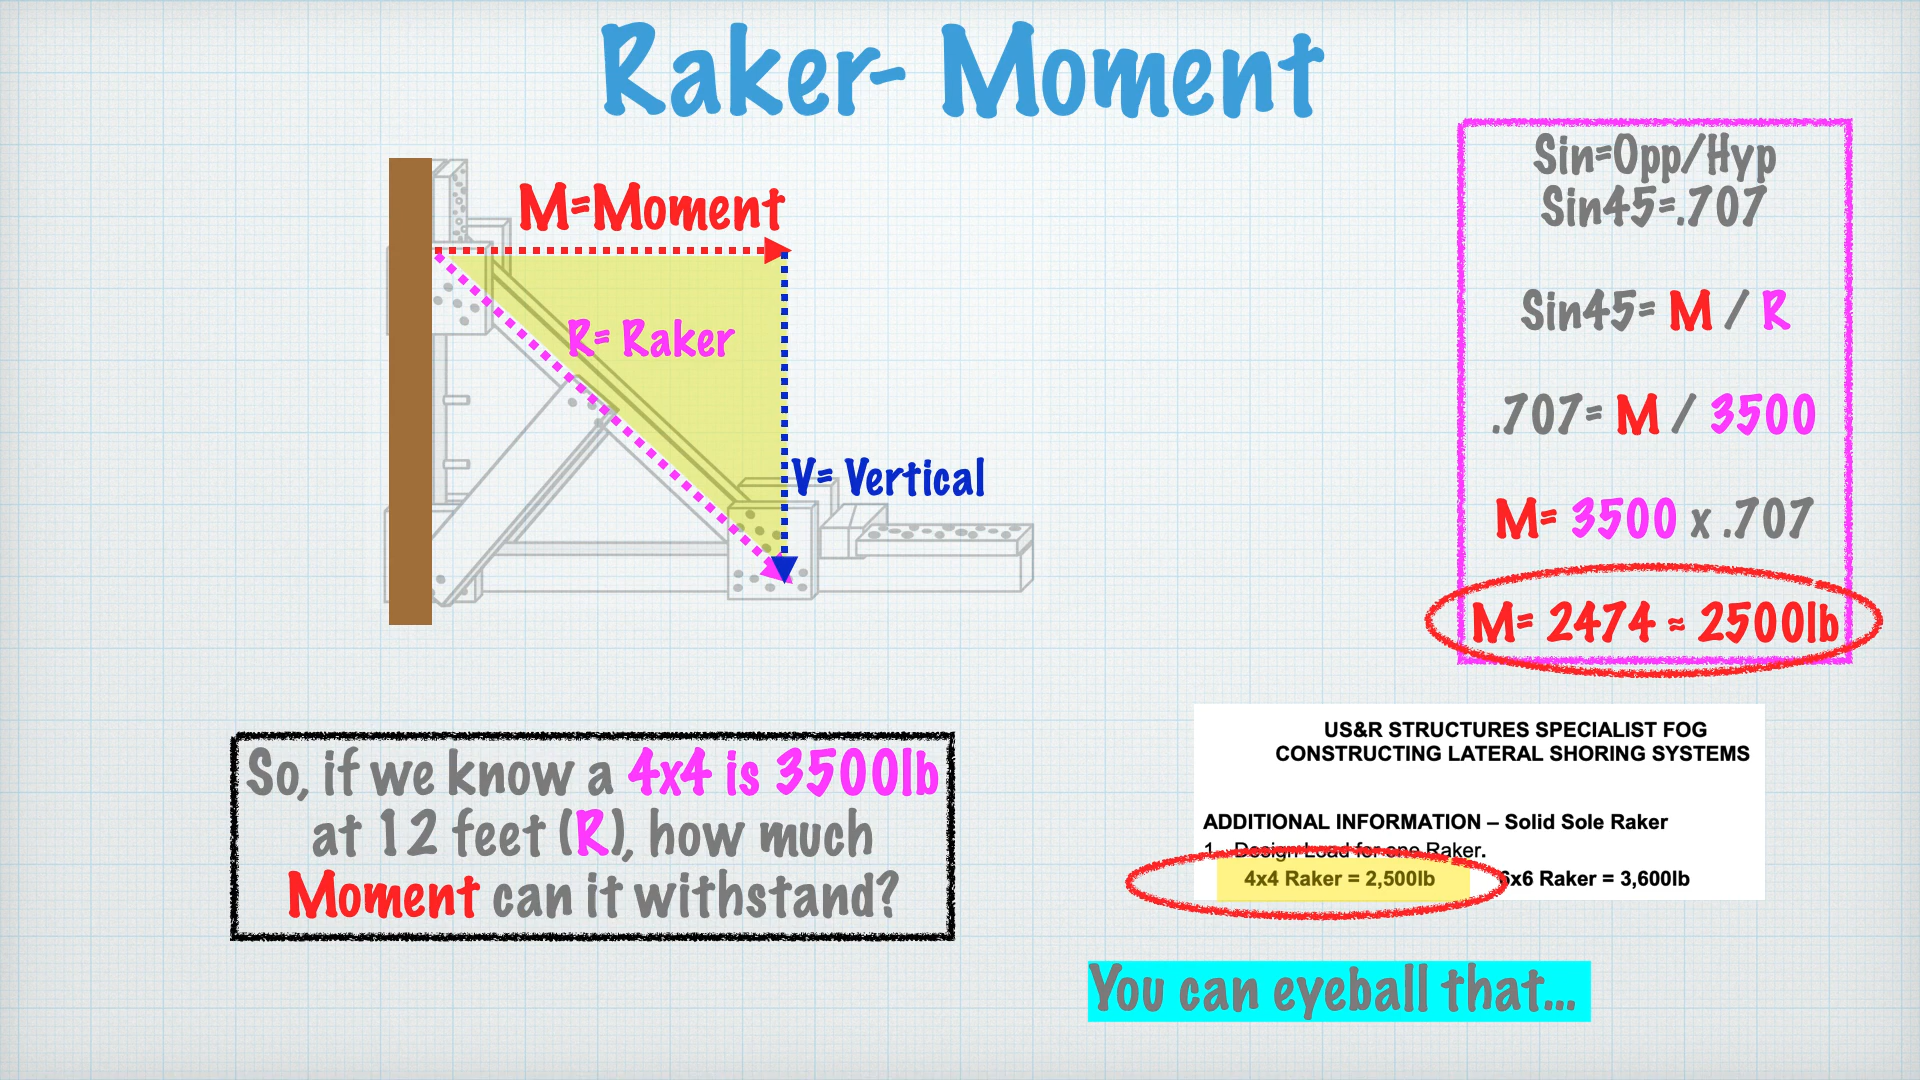 Raker- Moment
M=Moment
R= Raker
V= Vertical
Sin=Opp/Hyp
Sin45=.707
Sin45= M / R
.707= M / 3500
M= 3500 x .707
M= 2474 ≈ 2500lb
So, if we know a 4x4 is 3500lb
at 12 feet (R), how much
Moment can it withstand?
US&R STRUCTURES SPECIALIST FOG
CONSTRUCTING LATERAL SHORING SYSTEMS
ADDITIONAL INFORMATION – Solid Sole Raker
1. Design Load for one Raker.
4x4 Raker = 2,500lb 6x6 Raker = 3,600lb
You can eyeball that...